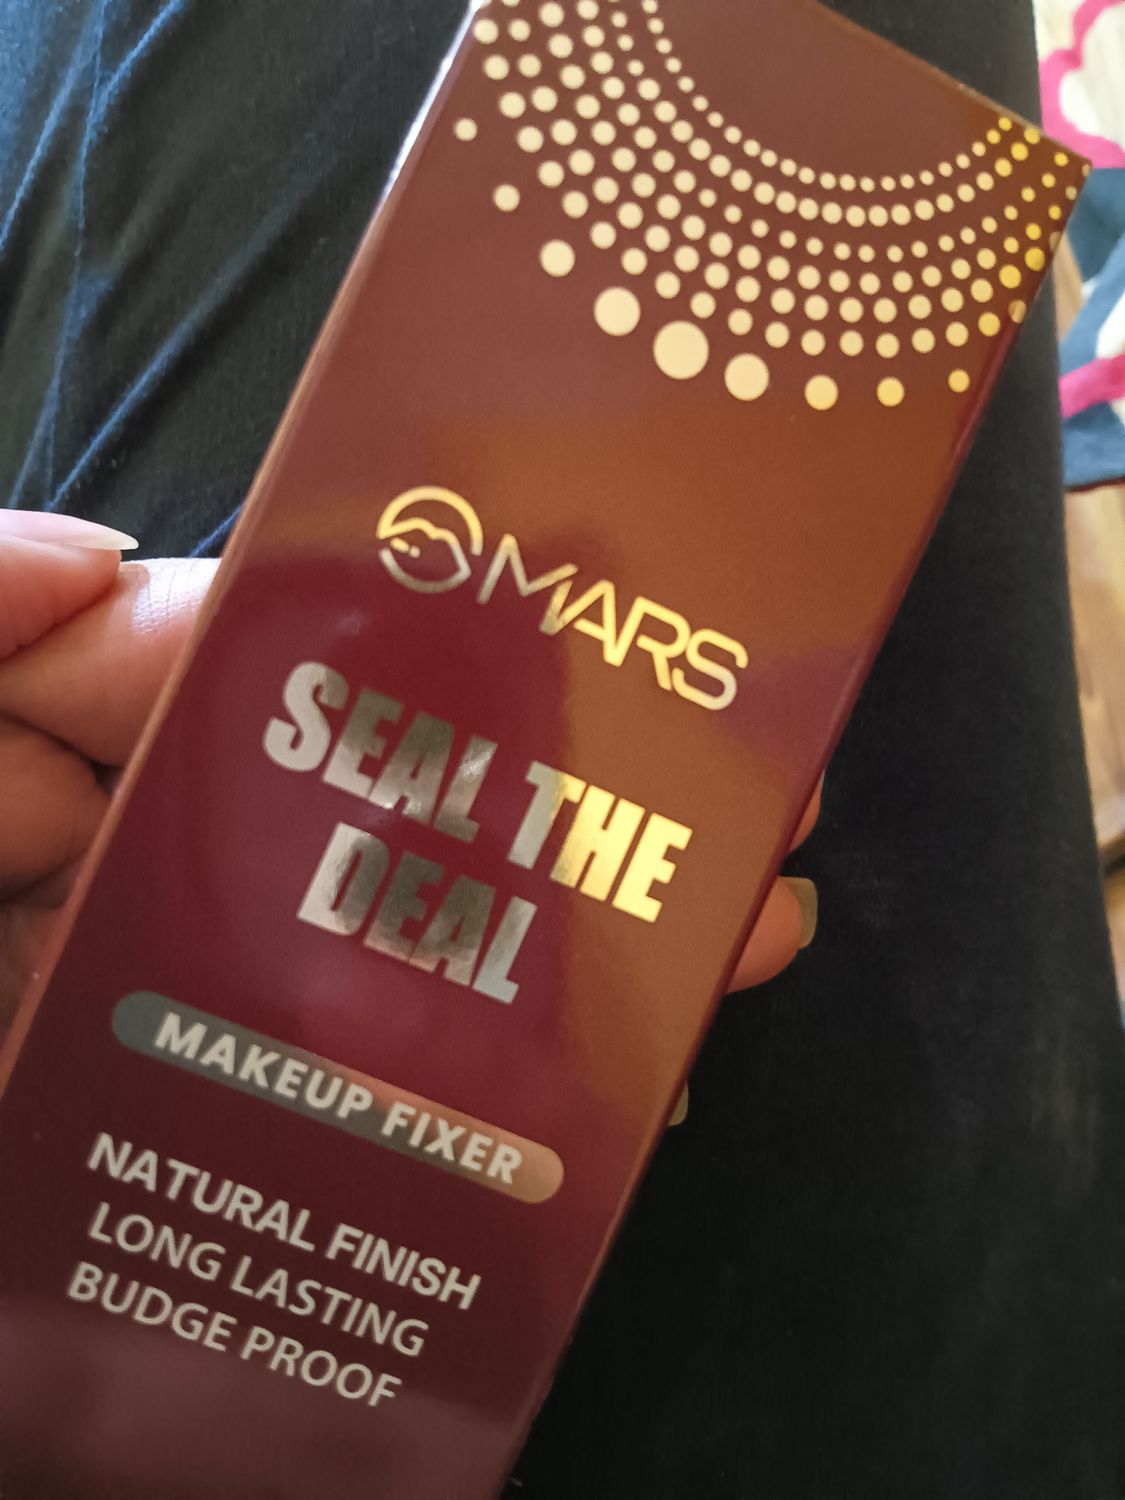 MARS
SEAL THE
DEAL
MAKEUP FIXER
NATURAL FINISH
LONG LASTING
BUDGE PROOF